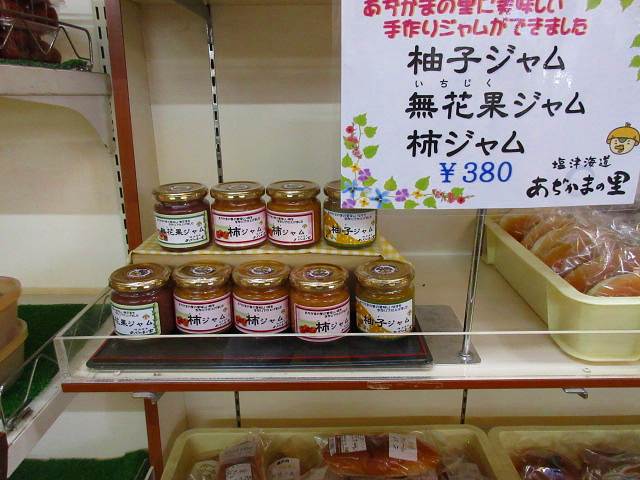 あぢかまの里に美味しい
手作りジャムができました
柚子ジャム
いちじく
無花果ジャム
柿ジャム
¥380
塩津海道
あぢかまの里
無花果ジャム
柿ジャム
柿ジャム
柚子ジャム
無花果ジャム
柿ジャム
柿ジャム
柿ジャム
柚子ジャム